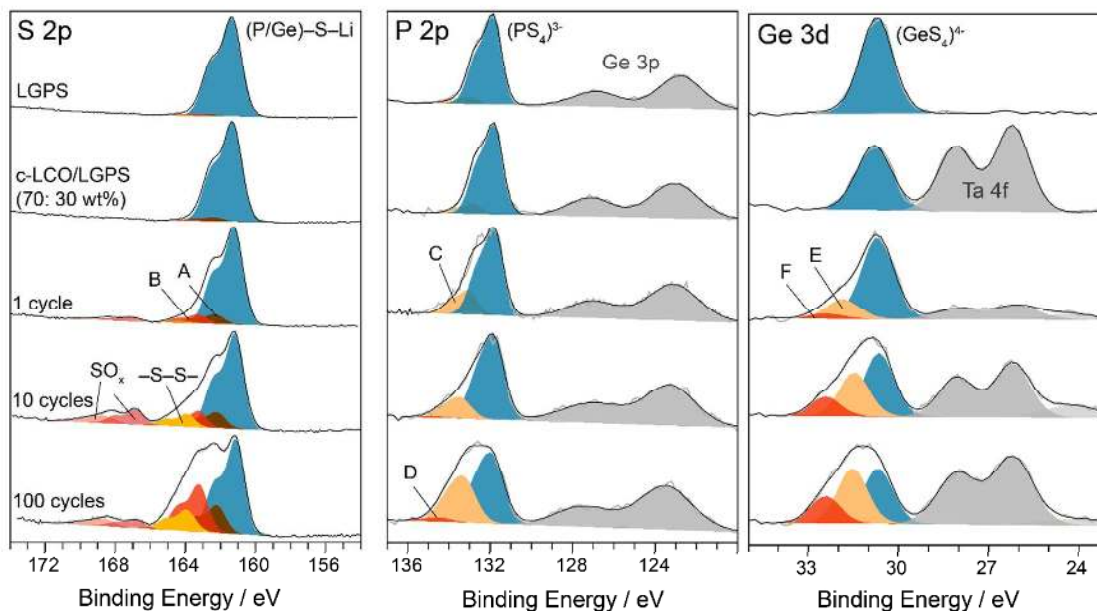 S 2p
(P/Ge)–S–Li
LGPS
c-LCO/LGPS
(70: 30 wt%)
B
A
1 cycle
SOₓ
–S–S–
10 cycles
100 cycles
172
168
164
160
156
Binding Energy / eV
P 2p
(PS₄)³⁻
Ge 3p
C
D
136
132
128
124
Binding Energy / eV
Ge 3d
(GeS₄)⁴⁻
Ta 4f
F
E
33
30
27
24
Binding Energy / eV